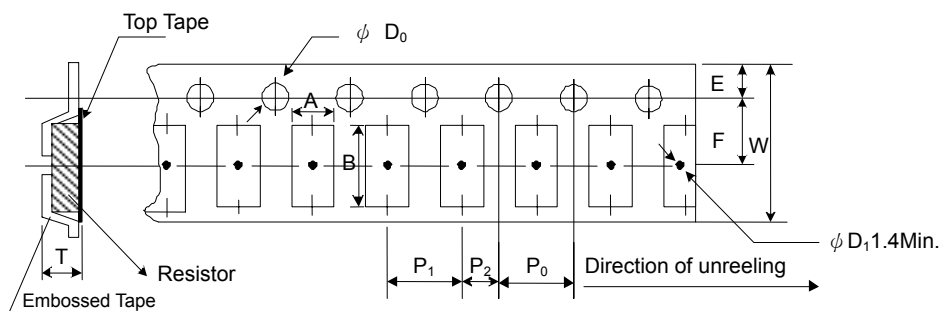 Top Tape
ϕ D0
A
E
F
W
B
ϕ D1 1.4Min.
T
Resistor
P1
P2
P0
Direction of unreeling
Embossed Tape